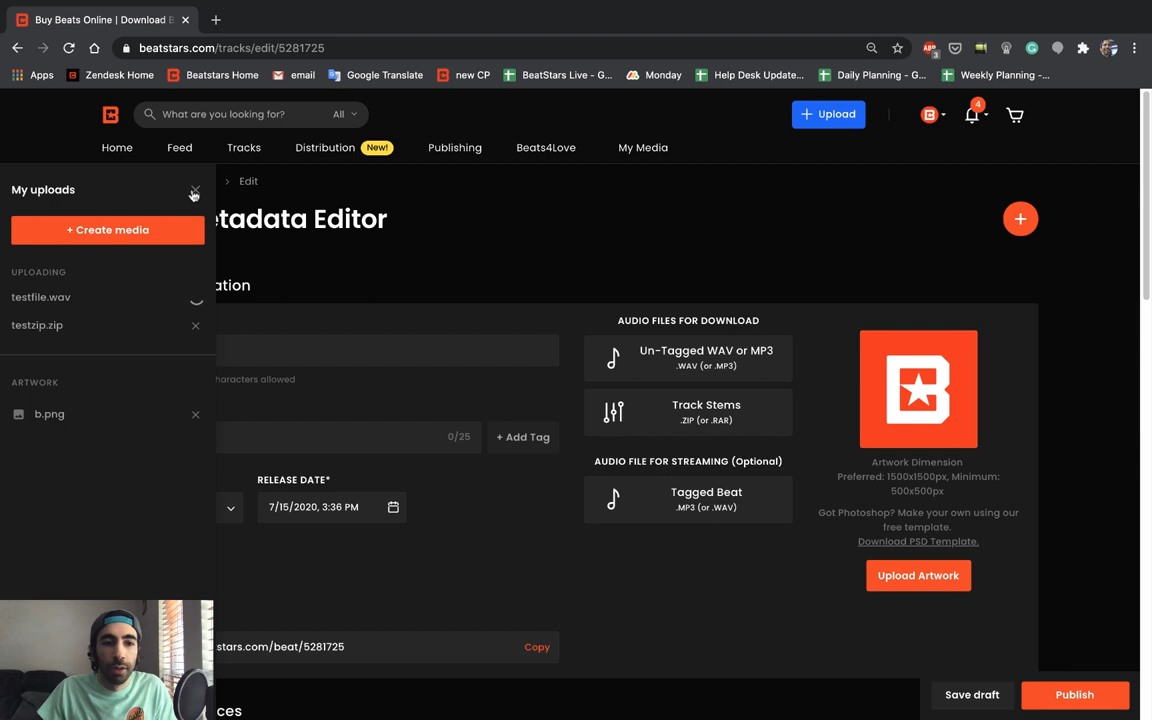 Buy Beats Online | Download B
beatstars.com/tracks/edit/5281725
ABP
3
Apps
Zendesk Home
Beatstars Home
email
Google Translate
new CP
BeatStars Live - G...
Monday
Help Desk Update...
Daily Planning - G...
Weekly Planning -...
What are you looking for?
All
+ Upload
4
Home
Feed
Tracks
Distribution
New!
Publishing
Beats4Love
My Media
My uploads
Edit
tadata Editor
+ Create media
UPLOADING
testfile.wav
testzip.zip
ARTWORK
b.png
ation
haracters allowed
0/25
+ Add Tag
RELEASE DATE*
7/15/2020, 3:36 PM
stars.com/beat/5281725
Copy
ces
AUDIO FILES FOR DOWNLOAD
Un-Tagged WAV or MP3
.WAV (or .MP3)
Track Stems
.ZIP (or .RAR)
AUDIO FILE FOR STREAMING (Optional)
Tagged Beat
.MP3 (or .WAV)
B
Artwork Dimension
Preferred: 1500x1500px, Minimum:
500x500px
Got Photoshop? Make your own using our
free template.
Download PSD Template.
Upload Artwork
Save draft
Publish